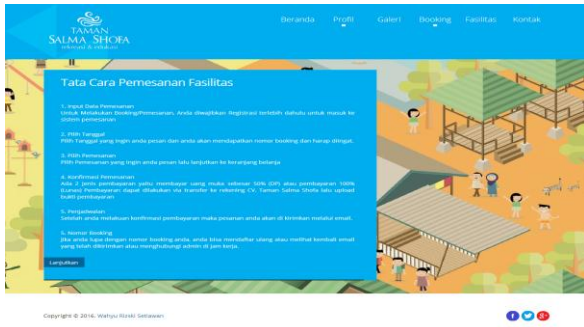 TAMAN
SALMA SHOFA
rekreasi & edukasi
Beranda Profil Galeri Booking Fasilitas Kontak
Tata Cara Pemesanan Fasilitas
1. Input Data Pemesanan
Untuk Melakukan Booking/Pemesanan, Anda diwajibkan Registrasi terlebih dahulu untuk masuk ke
sistem pemesanan
2. Pilih Tanggal
Pilih Tanggal yang ingin anda pesan dan anda akan mendapatkan nomer booking dan harap diingat.
3. Pilih Pemesanan
Pilih Pemesanan yang ingin anda pesan lalu lanjutkan ke keranjang belanja
4. Konfirmasi Pemesanan
Ada 2 jenis pembayaran yaitu membayar uang muka sebesar 50% (DP) atau pembayaran 100%
(Lunas) Pembayaran dapat dilakukan via transfer ke rekening CV. Taman Salma Shofa lalu upload
bukti pembayaran
5. Penjadwalan
Setelah anda melakuan konfirmasi pembayaran maka pesanan anda akan di kirimkan melalui email.
5. Nomor Booking
Jika anda lupa dengan nomer booking anda, anda bisa mendaftar ulang atau melihat kembali email
yang telah dikirimkan atau menghubungi admin di jam kerja.
Lanjutkan
Copyright © 2016. Wahyu Rizski Setiawan